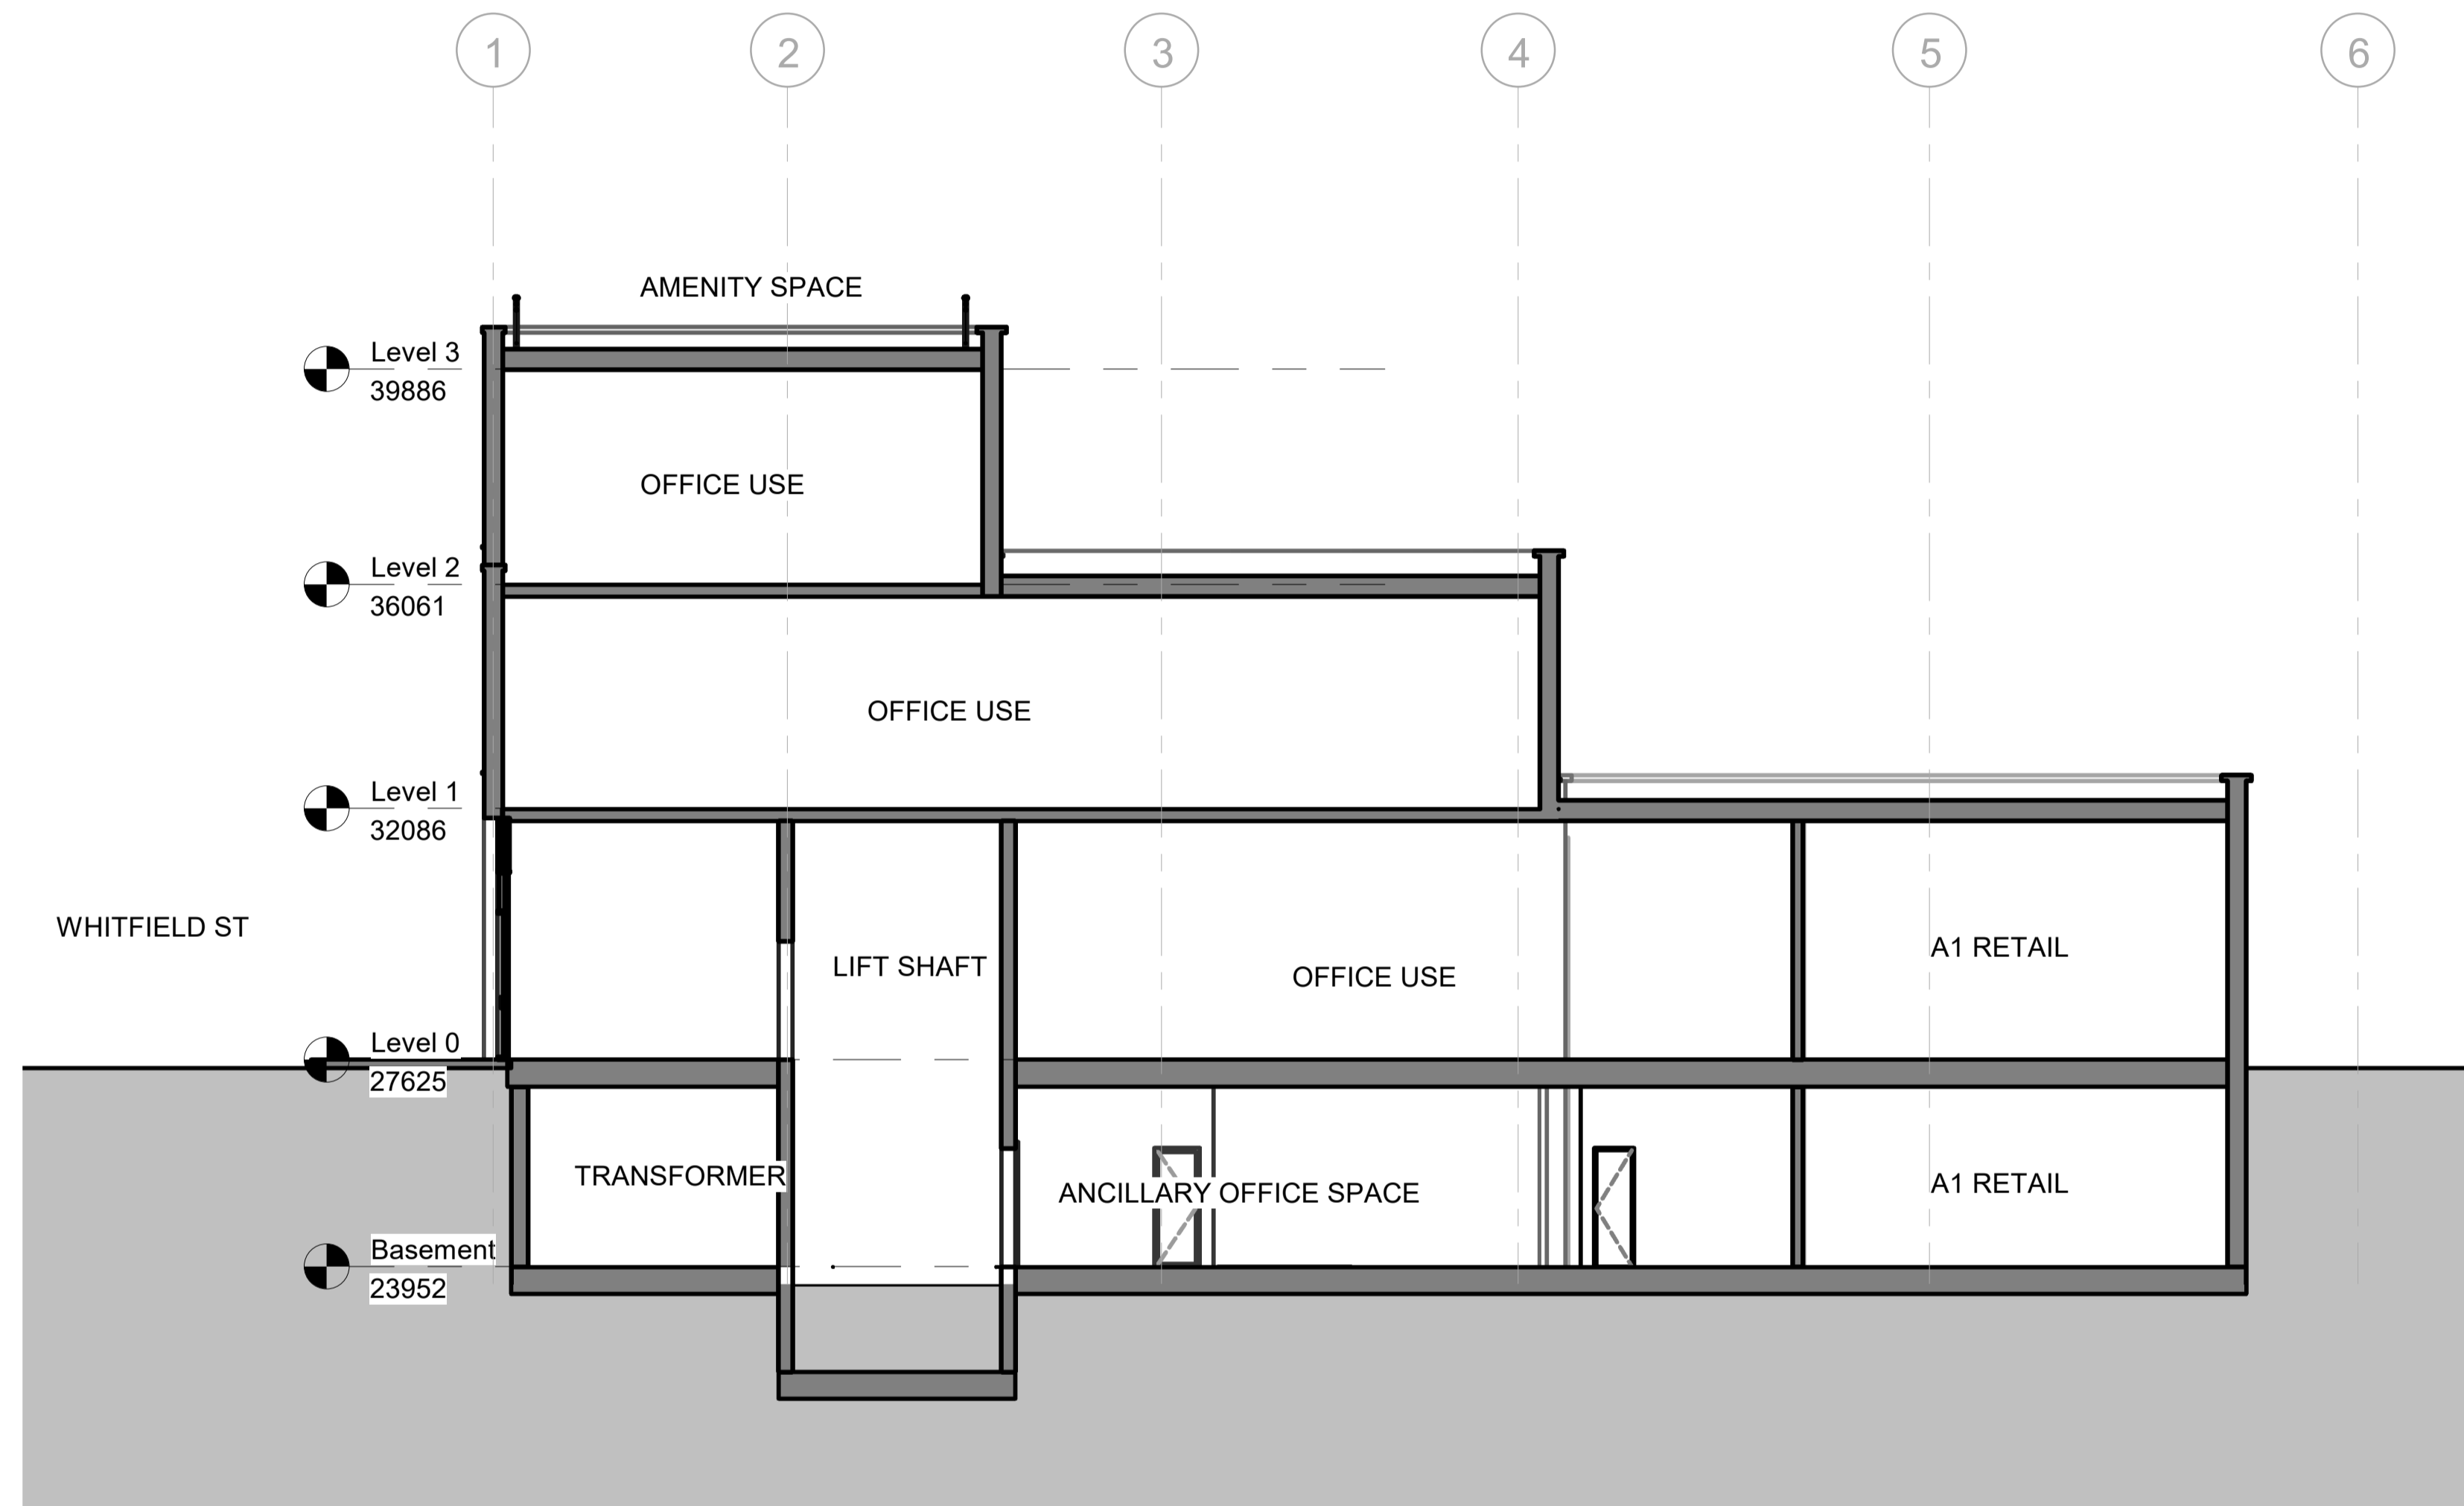 1
2
3
4
5
6
AMENITY SPACE
Level 3
39886
OFFICE USE
Level 2
36061
OFFICE USE
Level 1
32086
WHITFIELD ST
LIFT SHAFT
OFFICE USE
A1 RETAIL
Level 0
27625
TRANSFORMER
ANCILLARY OFFICE SPACE
A1 RETAIL
Basement
23952